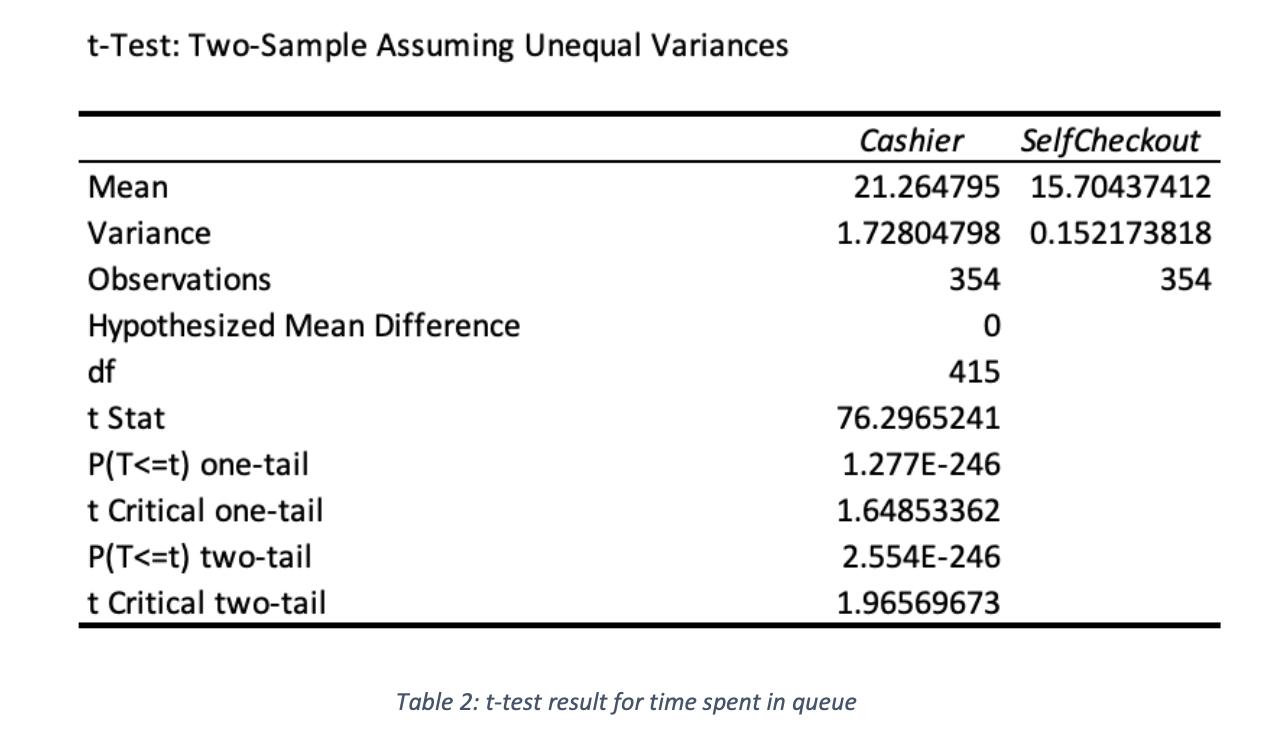 t-Test: Two-Sample Assuming Unequal Variances
Cashier SelfCheckout
Mean 21.264795 15.70437412
Variance 1.72804798 0.152173818
Observations 354 354
Hypothesized Mean Difference 0
df 415
t Stat 76.2965241
P(T<=t) one-tail 1.277E-246
t Critical one-tail 1.64853362
P(T<=t) two-tail 2.554E-246
t Critical two-tail 1.96569673
Table 2: t-test result for time spent in queue